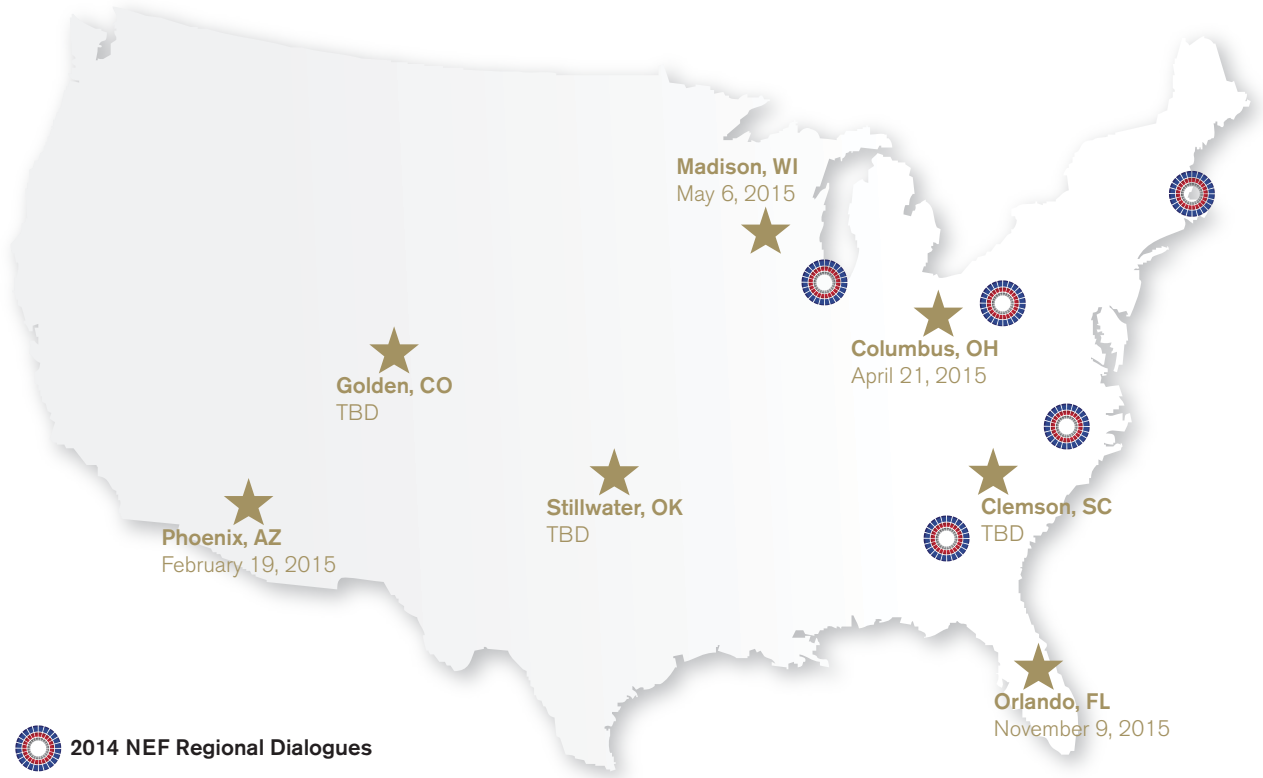 Madison, WI
May 6, 2015
Columbus, OH
April 21, 2015
Golden, CO
TBD
Stillwater, OK
TBD
Clemson, SC
TBD
Phoenix, AZ
February 19, 2015
Orlando, FL
November 9, 2015
2014 NEF Regional Dialogues